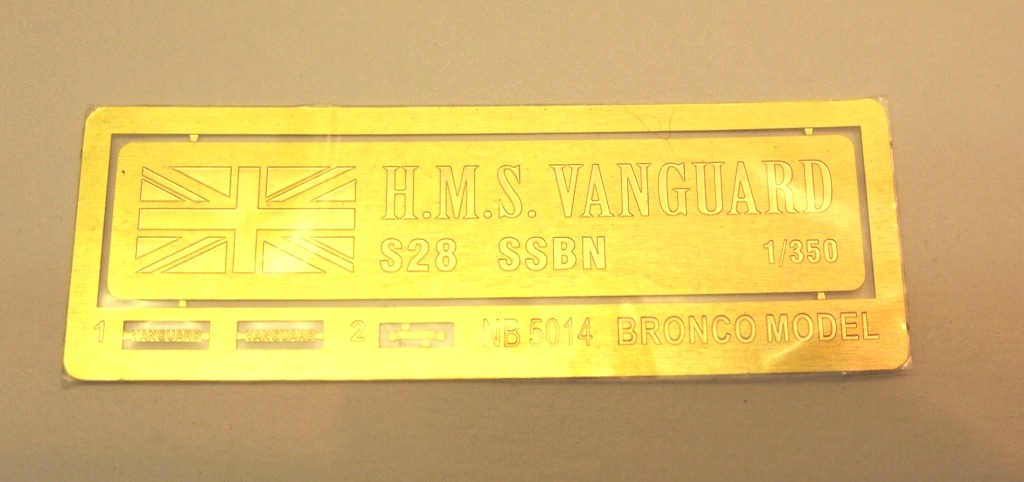 H.M.S. VANGUARD
S28 SSBN 1/350
1 VANGUARD VANGUARD 2 NB 5014 BRONCO MODEL